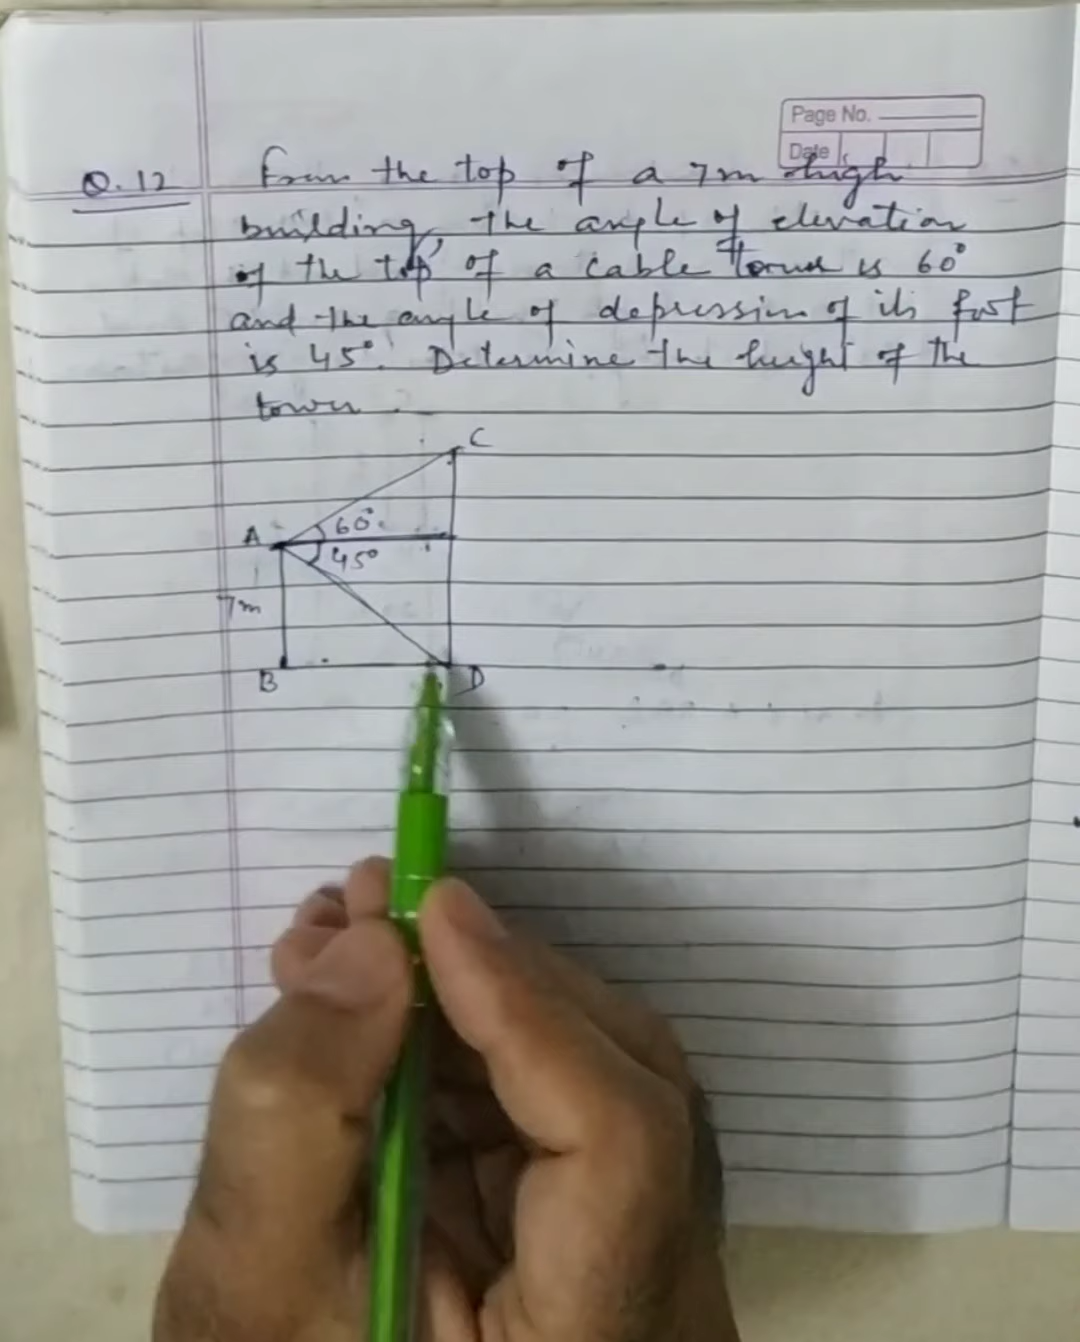 Page No.
Date
Q.12 From the top of a 7m high
building, the angle of elevation
of the top of a cable tower is 60°
and the angle of depression of its foot
is 45°. Determine the height of the
tower.
C
A 60°
45°
7m
B D